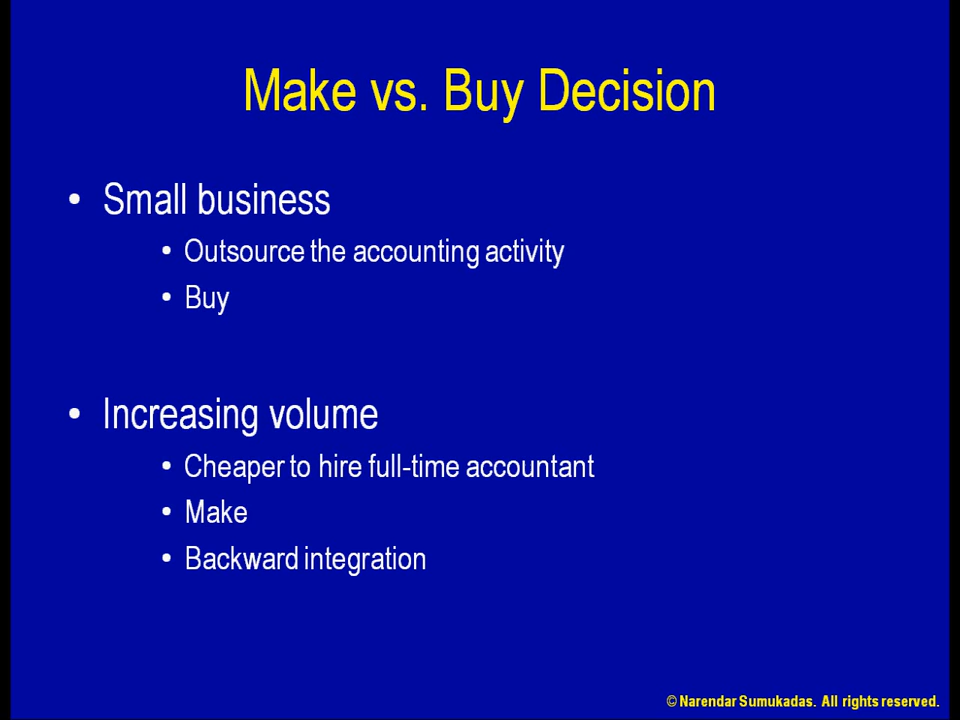 Make vs. Buy Decision
• Small business
• Outsource the accounting activity
• Buy
• Increasing volume
• Cheaper to hire full-time accountant
• Make
• Backward integration
© Narendar Sumukadas. All rights reserved.